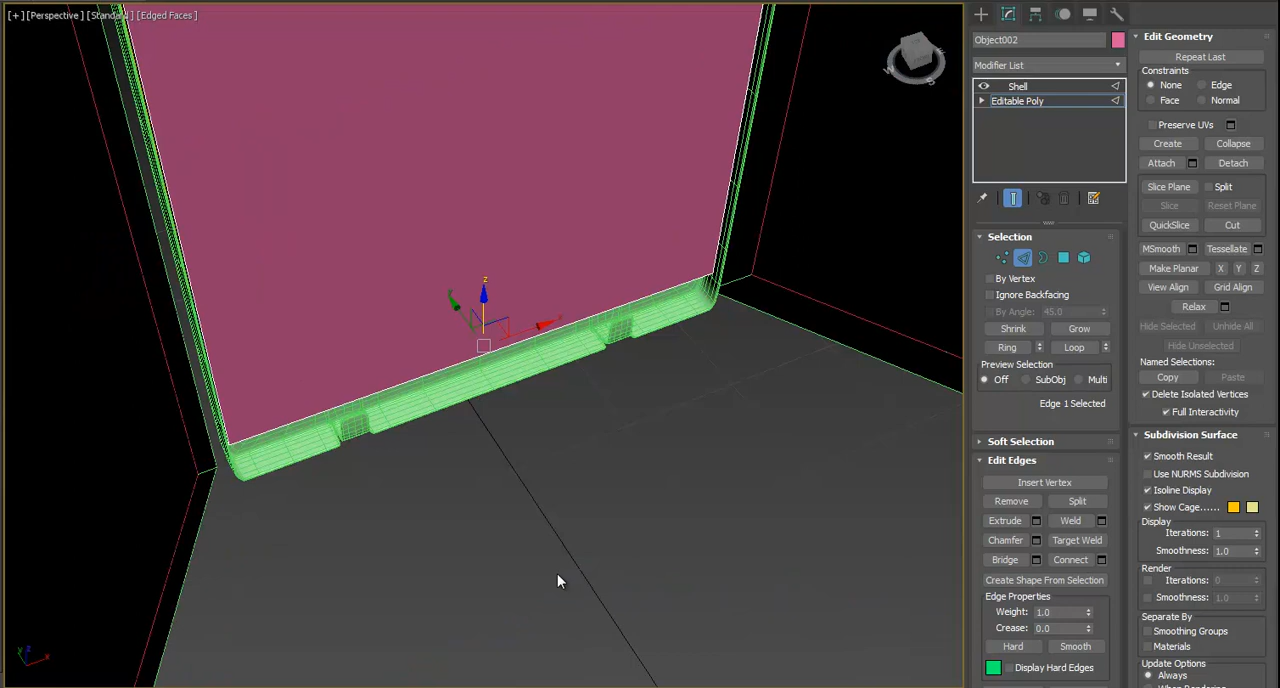 [+] [Perspective] [Standard] [Edged Faces]
Object002
Modifier List
Shell
Editable Poly
Selection
By Vertex
Ignore Backfacing
By Angle: 45.0
Shrink Grow
Ring Loop
Preview Selection
Off SubObj Multi
Edge 1 Selected
Soft Selection
Edit Edges
Insert Vertex
Remove Split
Extrude Weld
Chamfer Target Weld
Bridge Connect
Create Shape From Selection
Edge Properties
Weight: 1.0
Crease: 0.0
Hard Smooth
Display Hard Edges
Edit Geometry
Repeat Last
Constraints
None Edge
Face Normal
Preserve UVs
Create Collapse
Attach Detach
Slice Plane Split
Slice Reset Plane
QuickSlice Cut
MSmooth Tessellate
Make Planar X Y Z
View Align Grid Align
Relax
Hide Selected Unhide All
Hide Unselected
Named Selections:
Copy Paste
Delete Isolated Vertices
Full Interactivity
Subdivision Surface
Smooth Result
Use NURMS Subdivision
Isoline Display
Show Cage......
Display
Iterations: 1
Smoothness: 1.0
Render
Iterations: 0
Smoothness: 1.0
Separate By
Smoothing Groups
Materials
Update Options
Always
When Rendering
z
x
W
S
y z x